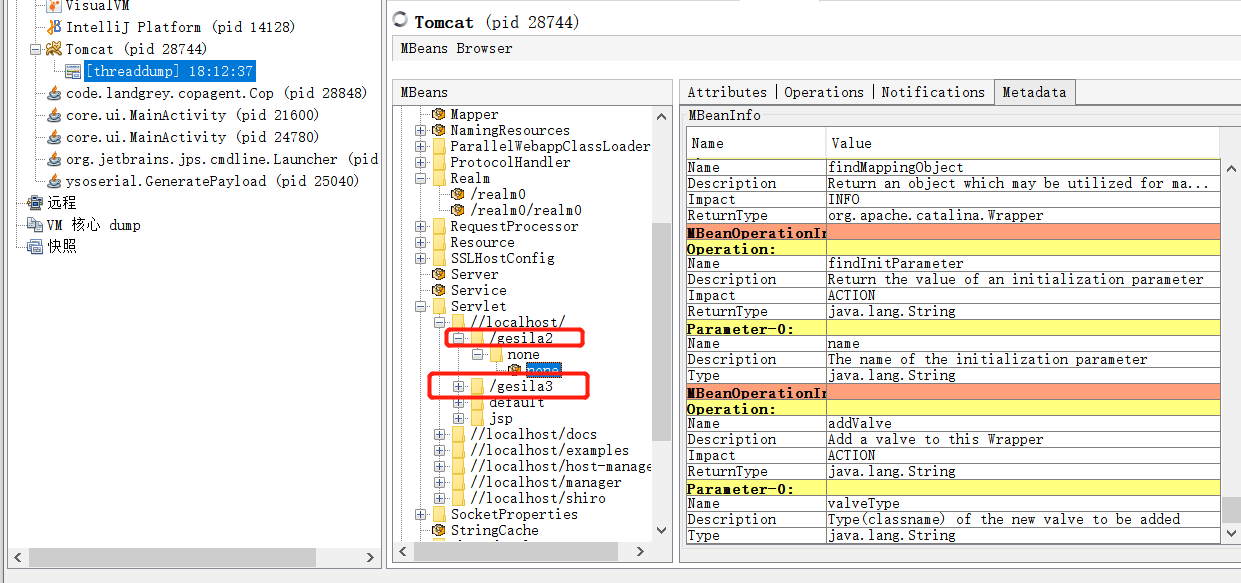 VisualVM
IntelliJ Platform (pid 14128)
Tomcat (pid 28744)
[threaddump] 18:12:37
code.landgrey.copagent.Cop (pid 28848)
core.ui.MainActivity (pid 21600)
core.ui.MainActivity (pid 24780)
org.jetbrains.jps.cmdline.Launcher (pid
ysoserial.GeneratePayload (pid 25040)
远程
VM 核心 dump
快照
Tomcat (pid 28744)
MBeans Browser
MBeans
Mapper
NamingResources
ParallelWebappClassLoader
ProtocolHandler
Realm
/realm0
/realm0/realm0
RequestProcessor
Resource
SSLHostConfig
Server
Service
Servlet
//localhost/
/gesila2
none
none
/gesila3
default
jsp
//localhost/docs
//localhost/examples
//localhost/host-manage
//localhost/manager
//localhost/shiro
SocketProperties
StringCache
Attributes Operations Notifications Metadata
MBeanInfo
Name Value
Name findMappingObject
Description Return an object which may be utilized for ma...
Impact INFO
ReturnType org.apache.catalina.Wrapper
MBeanOperationIn
Operation:
Name findInitParameter
Description Return the value of an initialization parameter
Impact ACTION
ReturnType java.lang.String
Parameter-0:
Name name
Description The name of the initialization parameter
Type java.lang.String
MBeanOperationIn
Operation:
Name addValve
Description Add a valve to this Wrapper
Impact ACTION
ReturnType java.lang.String
Parameter-0:
Name valveType
Description Type(classname) of the new valve to be added
Type java.lang.String